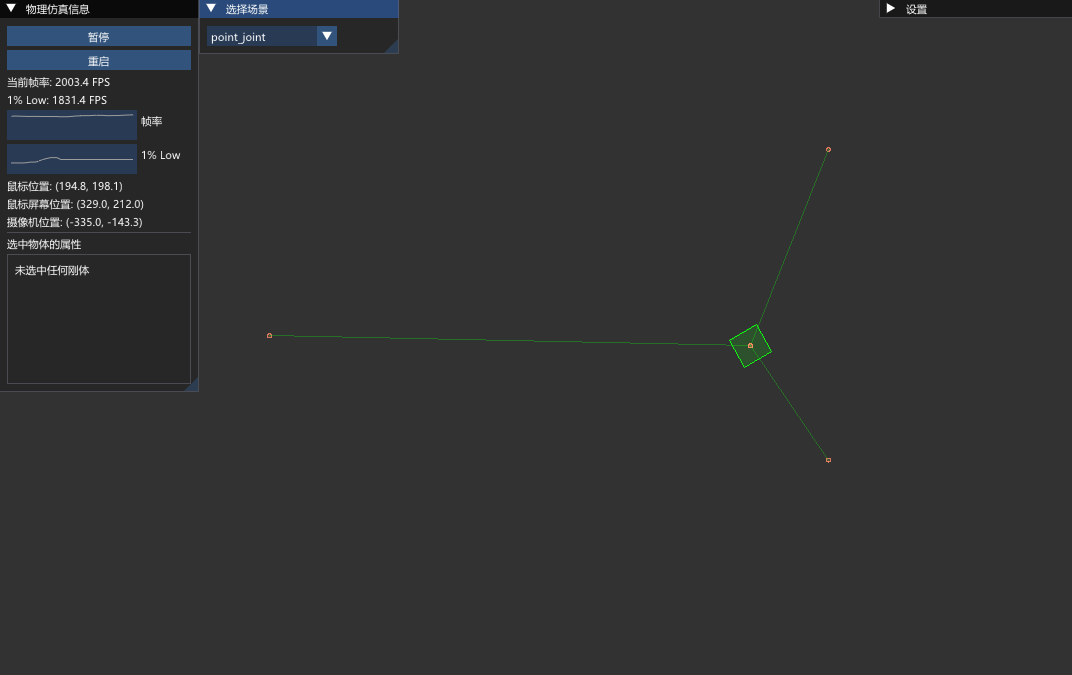 物理仿真信息
选择场景
设置
暂停
point_joint
重启
当前帧率: 2003.4 FPS
1% Low: 1831.4 FPS
帧率
1% Low
鼠标位置: (194.8, 198.1)
鼠标屏幕位置: (329.0, 212.0)
摄像机位置: (-335.0, -143.3)
选中物体的属性
未选中任何刚体